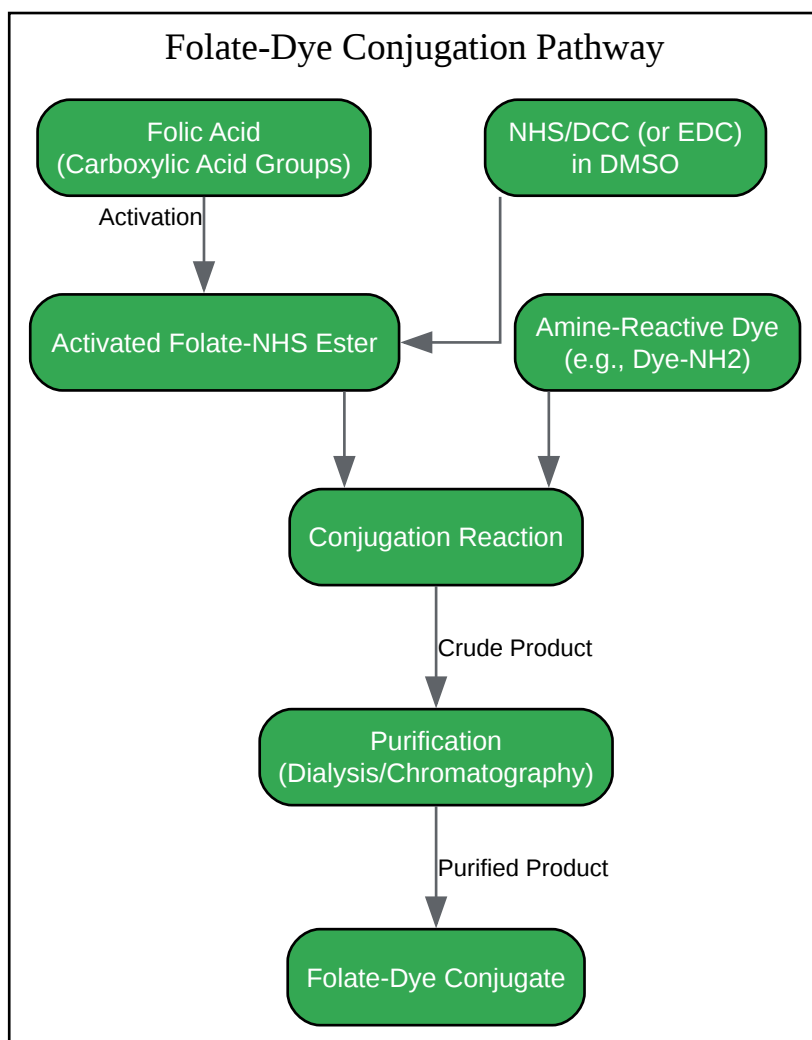 Folate-Dye Conjugation Pathway
Folic Acid
(Carboxylic Acid Groups)
NHS/DCC (or EDC)
in DMSO
Activation
Activated Folate-NHS Ester
Amine-Reactive Dye
(e.g., Dye-NH2)
Conjugation Reaction
Crude Product
Purification
(Dialysis/Chromatography)
Purified Product
Folate-Dye Conjugate